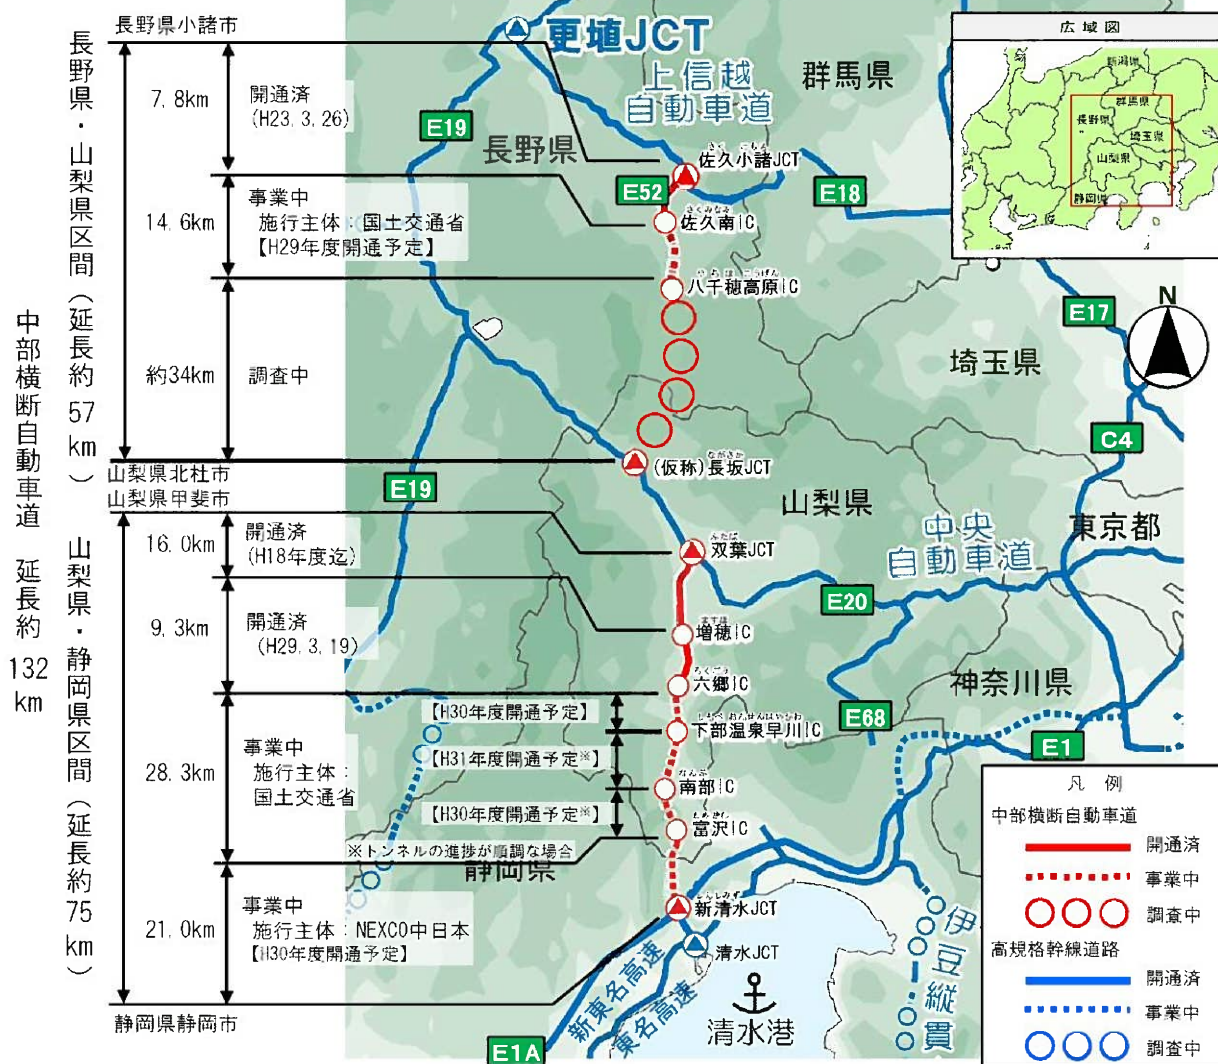 中部横断自動車道 延長約 132 km
長野県・山梨県区間(延長約 57 km)
山梨県・静岡県区間(延長約 75 km)
長野県小諸市
7.8km
開通済
(H23.3.26)
14.6km
事業中
施行主体:国土交通省
【H29年度開通予定】
約34km
調査中
山梨県北杜市
山梨県甲斐市
16.0km
開通済
(H18年度迄)
9.3km
開通済
(H29.3.19)
28.3km
事業中
施行主体:
国土交通省
【H30年度開通予定】
【H31年度開通予定※】
【H30年度開通予定※】
※トンネルの進捗が順調な場合
21.0km
事業中
施行主体:NEXCO中日本
【H30年度開通予定】
静岡県静岡市
更埴JCT
上信越
自動車道
群馬県
長野県
E19
E52
E18
佐久小諸JCT
佐久南IC
八千穂高原IC
(仮称)長坂JCT
E19
山梨県
埼玉県
E17
C4
東京都
中央
自動車道
双葉JCT
E20
増穂IC
六郷IC
下部温泉早川IC
南部IC
富沢IC
神奈川県
E68
E1
静岡県
新清水JCT
清水JCT
新東名高速
東名高速
清水港
伊豆縦貫
E1A
N
広域図
新潟県
群馬県
長野県
埼玉県
山梨県
静岡県
凡例
中部横断自動車道
開通済
事業中
調査中
高規格幹線道路
開通済
事業中
調査中